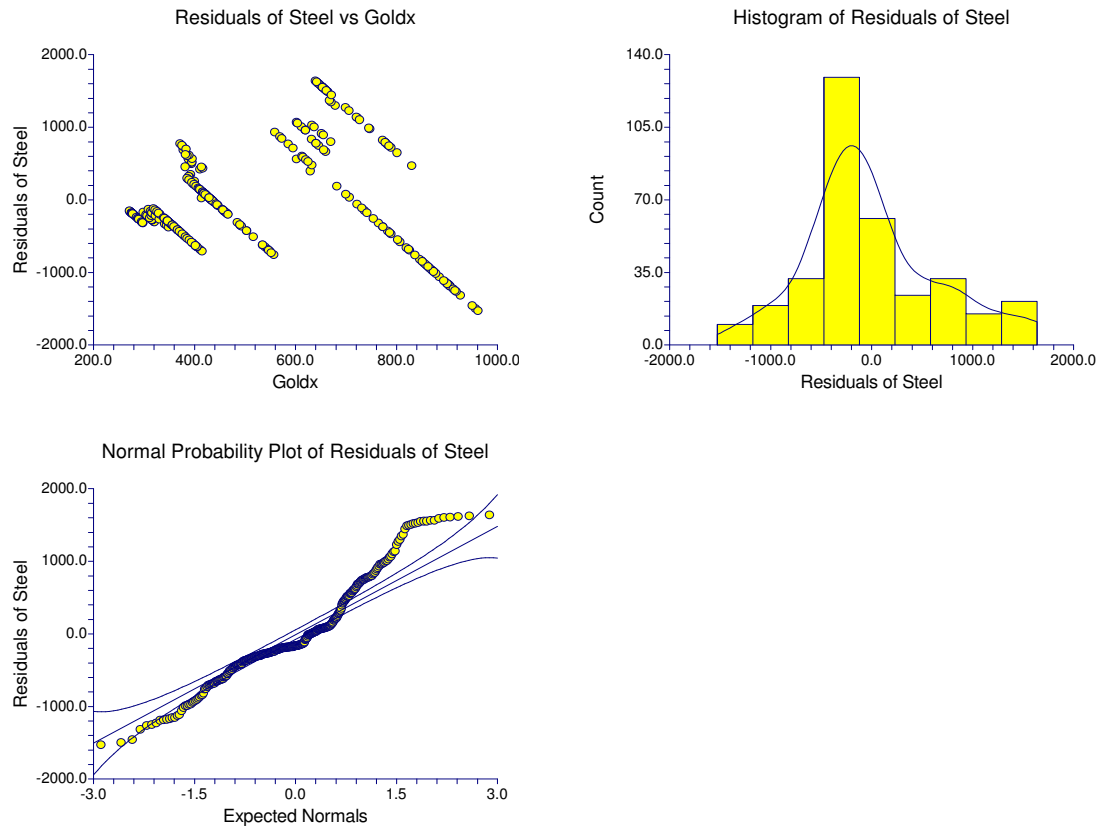 Residuals of Steel vs Goldx
2000.0
1000.0
0.0
-1000.0
-2000.0
Residuals of Steel
200.0 400.0 600.0 800.0 1000.0
Goldx
Histogram of Residuals of Steel
140.0
105.0
70.0
35.0
0.0
Count
-2000.0 -1000.0 0.0 1000.0 2000.0
Residuals of Steel
Normal Probability Plot of Residuals of Steel
2000.0
1000.0
0.0
-1000.0
-2000.0
Residuals of Steel
-3.0 -1.5 0.0 1.5 3.0
Expected Normals